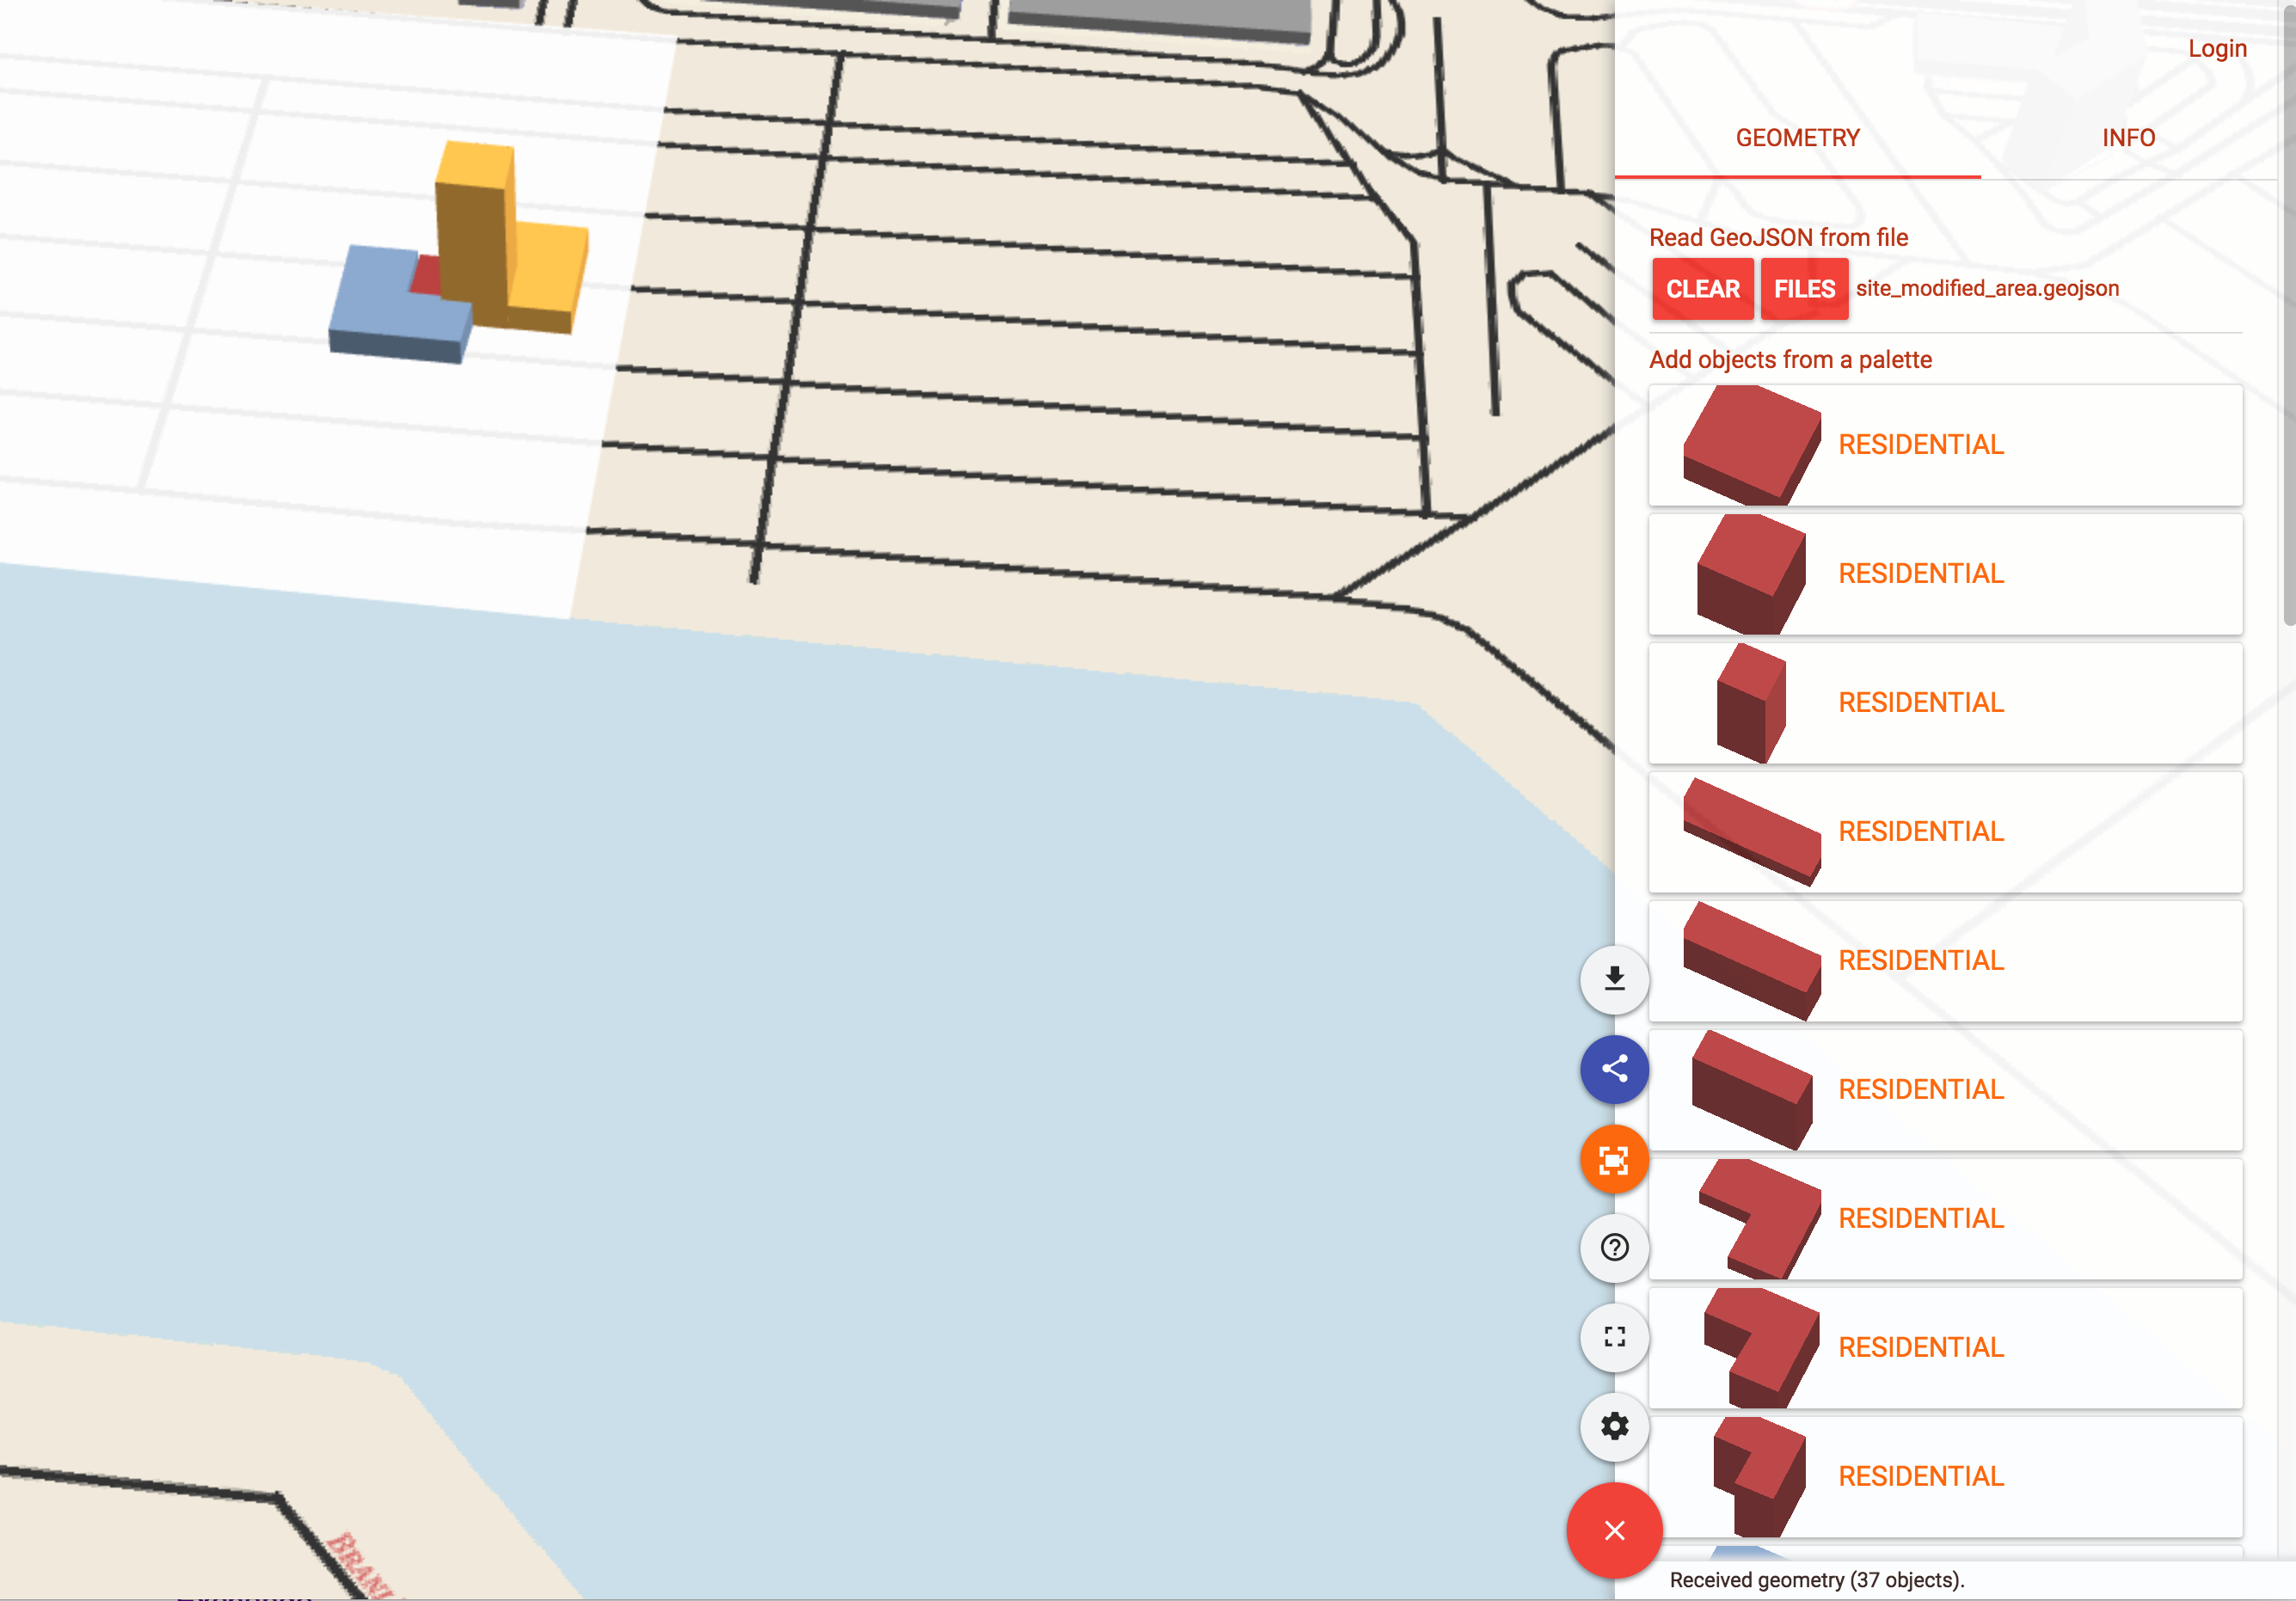 Login
GEOMETRY INFO
Read GeoJSON from file
CLEAR FILES site_modified_area.geojson
Add objects from a palette
RESIDENTIAL
RESIDENTIAL
RESIDENTIAL
RESIDENTIAL
RESIDENTIAL
RESIDENTIAL
RESIDENTIAL
RESIDENTIAL
RESIDENTIAL
Received geometry (37 objects).